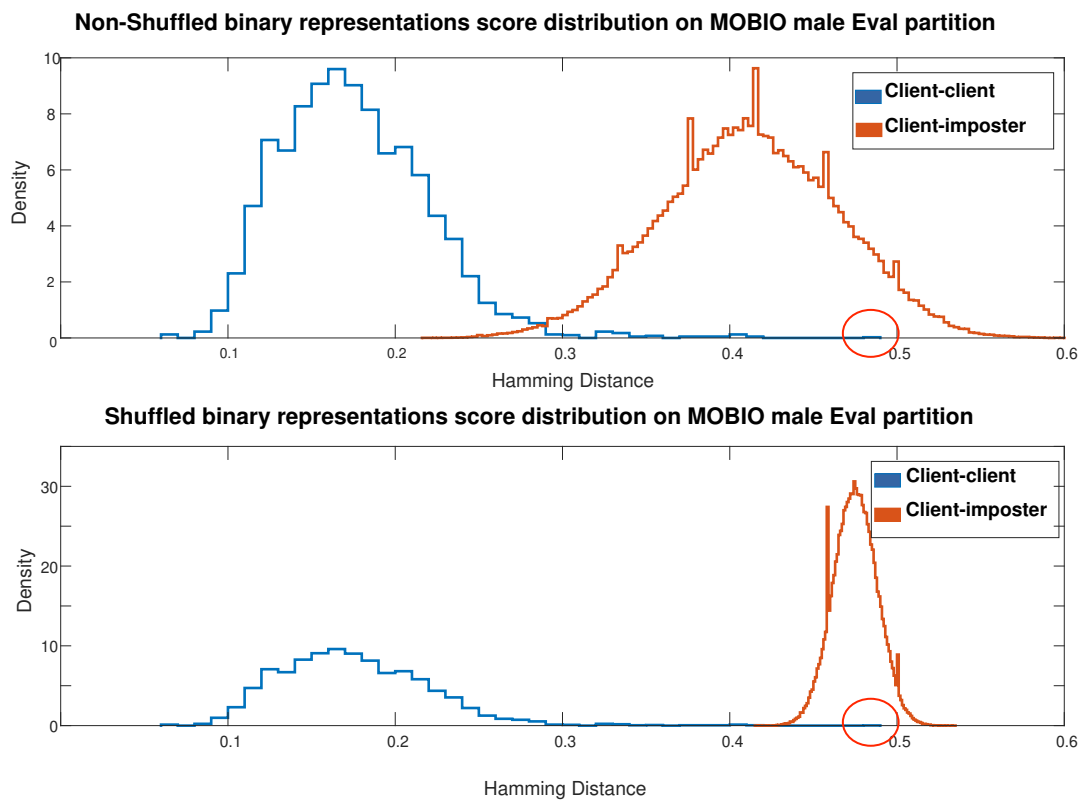 Non-Shuffled binary representations score distribution on MOBIO male Eval partition
10
8
6
4
2
0
Density
Client-client
Client-imposter
0.1 0.2 0.3 0.4 0.5 0.6
Hamming Distance
Shuffled binary representations score distribution on MOBIO male Eval partition
30
20
10
0
Density
Client-client
Client-imposter
0.1 0.2 0.3 0.4 0.5 0.6
Hamming Distance